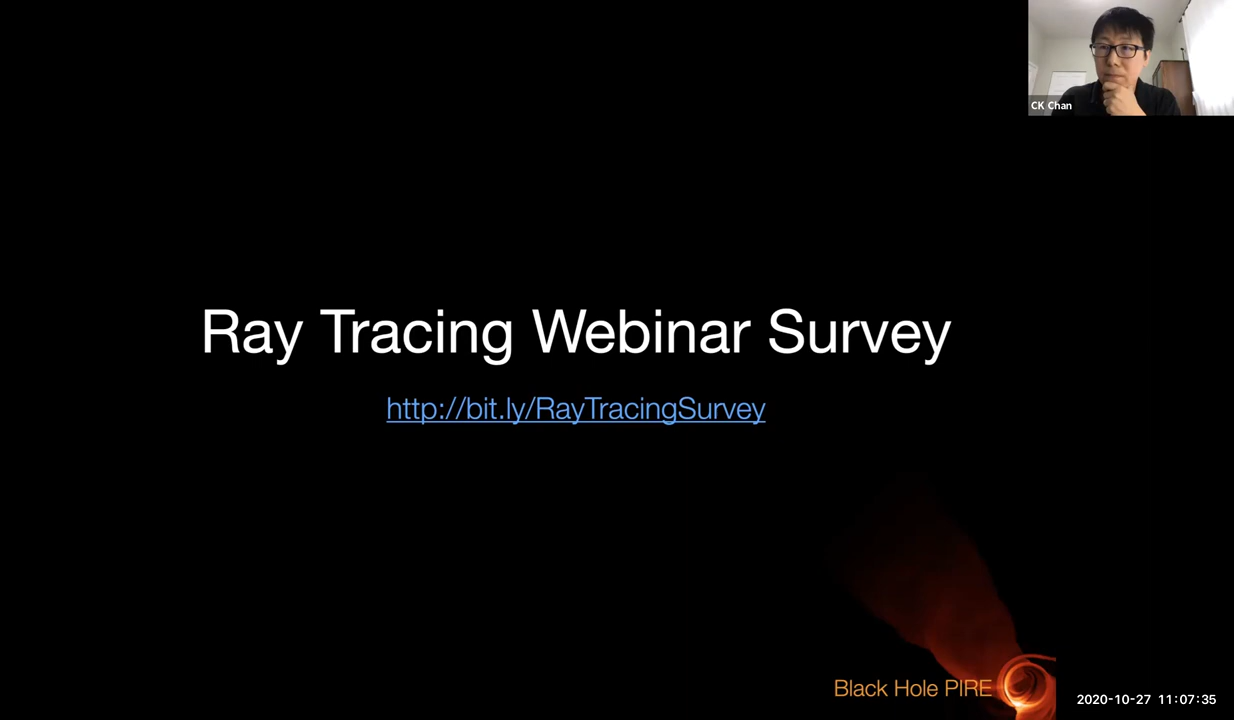 CK Chan
Ray Tracing Webinar Survey
http://bit.ly/RayTracingSurvey
Black Hole PIRE
2020-10-27 11:07:35